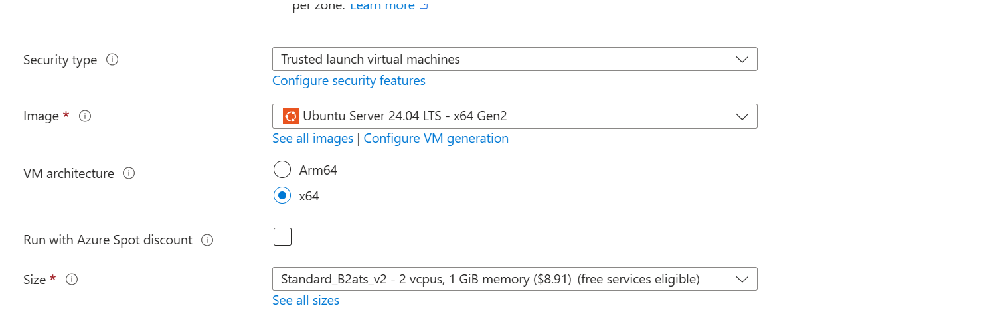 per zone. Learn more
Security type
Trusted launch virtual machines
Configure security features
Image *
Ubuntu Server 24.04 LTS - x64 Gen2
See all images | Configure VM generation
VM architecture
Arm64
x64
Run with Azure Spot discount
Size *
Standard_B2ats_v2 - 2 vcpus, 1 GiB memory ($8.91) (free services eligible)
See all sizes